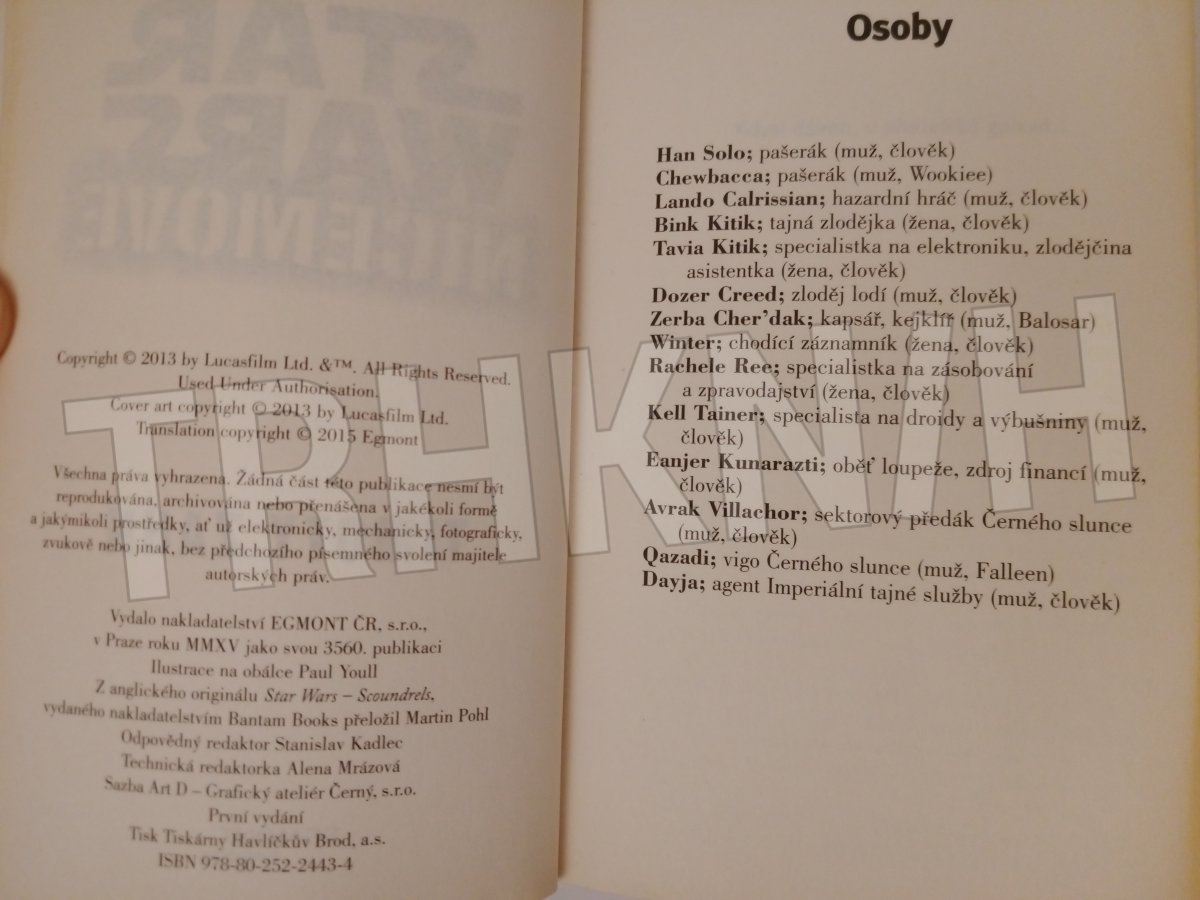 STAR
WARS
Copyright © 2013 by Lucasfilm Ltd. &™. All Rights Reserved.
Used Under Authorisation.
Cover art copyright © 2013 by Lucasfilm Ltd.
Translation copyright © 2015 Egmont
Všechna práva vyhrazena. Žádná část této publikace nesmí být
reprodukována, archivována nebo přenášena v jakékoli formě
a jakýmikoli prostředky, ať už elektronicky, mechanicky, fotograficky,
zvukově nebo jinak, bez předchozího písemného svolení majitele
autorských práv.
Vydalo nakladatelství EGMONT ČR, s.r.o.,
v Praze roku MMXV jako svou 3560. publikaci
Ilustrace na obálce Paul Youll
Z anglického originálu Star Wars – Scoundrels,
vydaného nakladatelstvím Bantam Books přeložil Martin Pohl
Odpovědný redaktor Stanislav Kadlec
Technická redaktorka Alena Mrázová
Sazba Art D – Grafický ateliér Černý, s.r.o.
První vydání
Tisk Tiskárny Havlíčkův Brod, a.s.
ISBN 978-80-252-2443-4
Osoby
Han Solo; pašerák (muž, člověk)
Chewbacca; pašerák (muž, Wookiee)
Lando Calrissian; hazardní hráč (muž, člověk)
Bink Kitik; tajná zlodějka (žena, člověk)
Tavia Kitik; specialistka na elektroniku, zlodějčina
asistentka (žena, člověk)
Dozer Creed; zloděj lodí (muž, člověk)
Zerba Cher'dak; kapsář, kejklíř (muž, Balosar)
Winter; chodící záznamník (žena, člověk)
Rachele Ree; specialistka na zásobování
a zpravodajství (žena, člověk)
Kell Tainer; specialista na droidy a výbušniny (muž,
člověk)
Eanjer Kunarazti; oběť loupeže, zdroj financí (muž,
člověk)
Avrak Villachor; sektorový předák Černého slunce
(muž, člověk)
Qazadi; vigo Černého slunce (muž, Falleen)
Dayja; agent Imperiální tajné služby (muž, člověk)
TRHKNIH